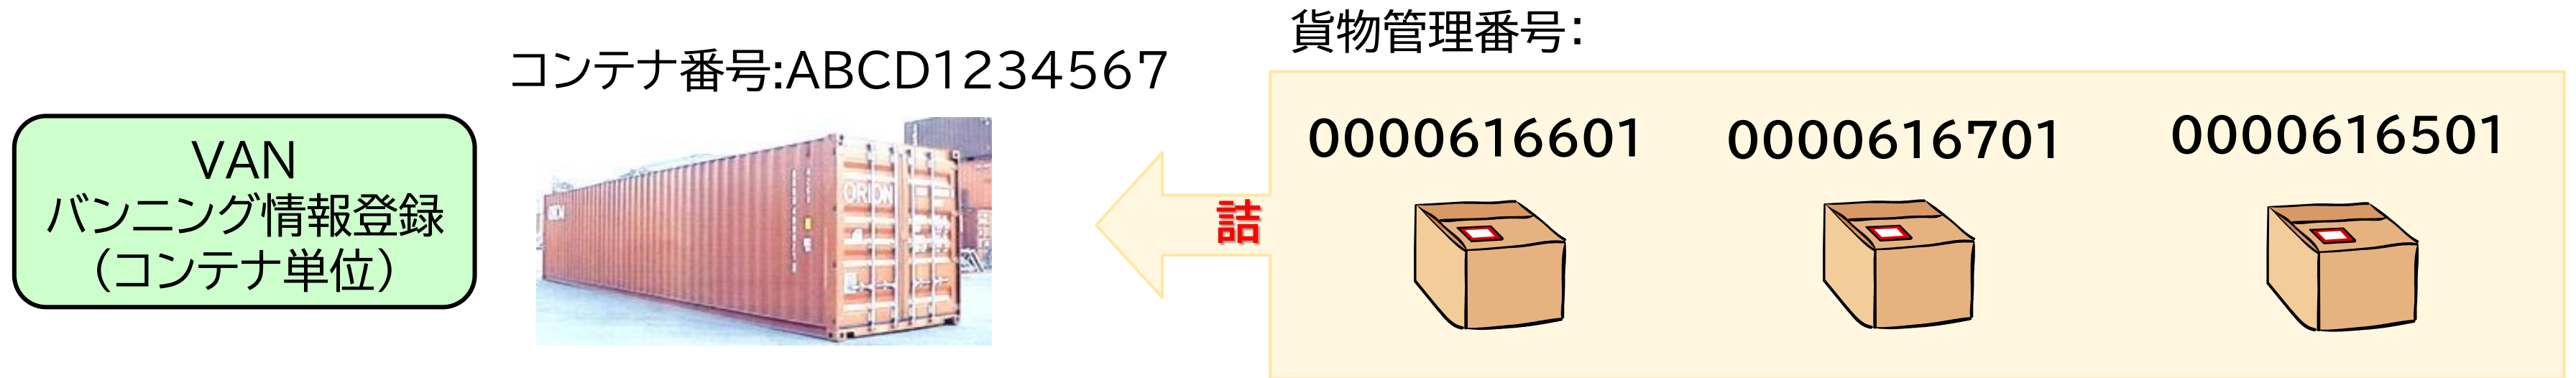 VAN
バンニング情報登録
（コンテナ単位）
コンテナ番号:ABCD1234567
ORION
詰
貨物管理番号：
0000616601
0000616701
0000616501